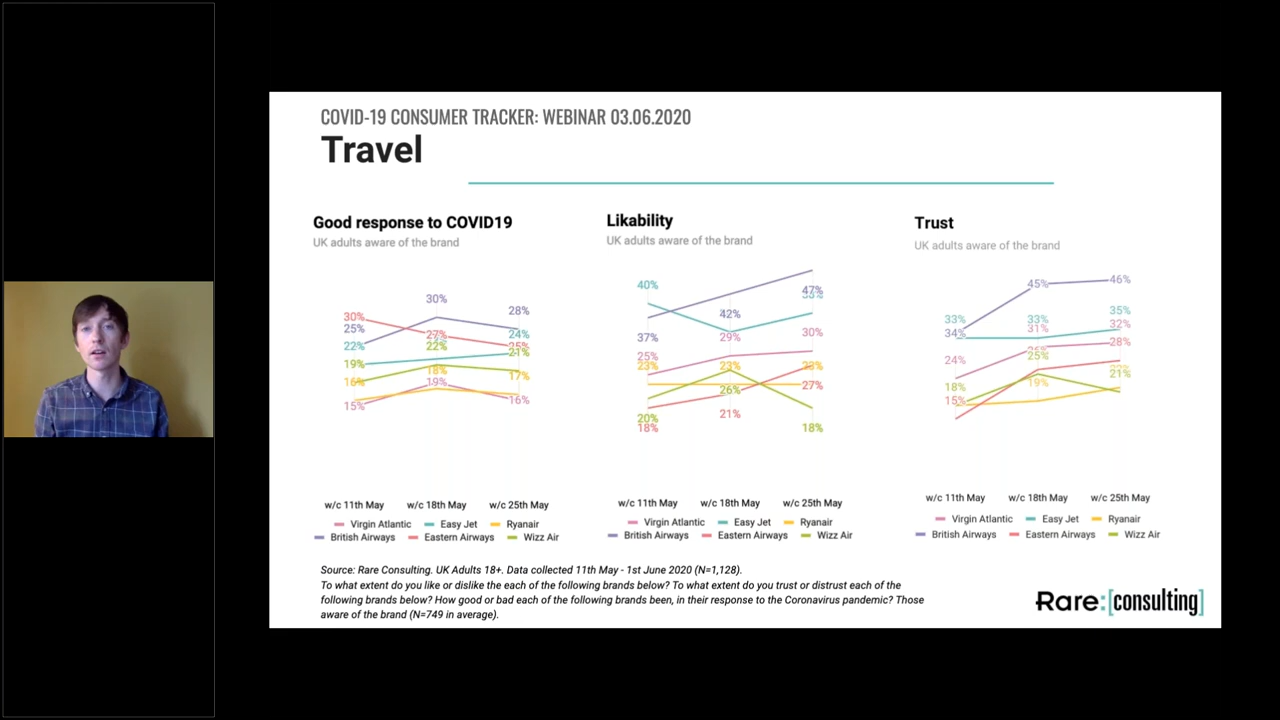 COVID-19 CONSUMER TRACKER: WEBINAR 03.06.2020
Travel
Good response to COVID19
UK adults aware of the brand
30%
30%
25%
28%
22%
27%
24%
22%
25%
21%
19%
18%
17%
16%
19%
15%
16%
w/c 11th May w/c 18th May w/c 25th May
Virgin Atlantic Easy Jet Ryanair
British Airways Eastern Airways Wizz Air
Likability
UK adults aware of the brand
40%
47%
42%
37%
29%
30%
25%
23%
23%
23%
27%
26%
20%
21%
18%
18%
w/c 11th May w/c 18th May w/c 25th May
Virgin Atlantic Easy Jet Ryanair
British Airways Eastern Airways Wizz Air
Trust
UK adults aware of the brand
45%
46%
33%
33%
35%
34%
31%
32%
28%
24%
25%
21%
18%
19%
15%
w/c 11th May w/c 18th May w/c 25th May
Virgin Atlantic Easy Jet Ryanair
British Airways Eastern Airways Wizz Air
Source: Rare Consulting. UK Adults 18+. Data collected 11th May - 1st June 2020 (N=1,128).
To what extent do you like or dislike the each of the following brands below? To what extent do you trust or distrust each of the
following brands below? How good or bad each of the following brands been, in their response to the Coronavirus pandemic? Those
aware of the brand (N=749 in average).
Rare:[consulting]